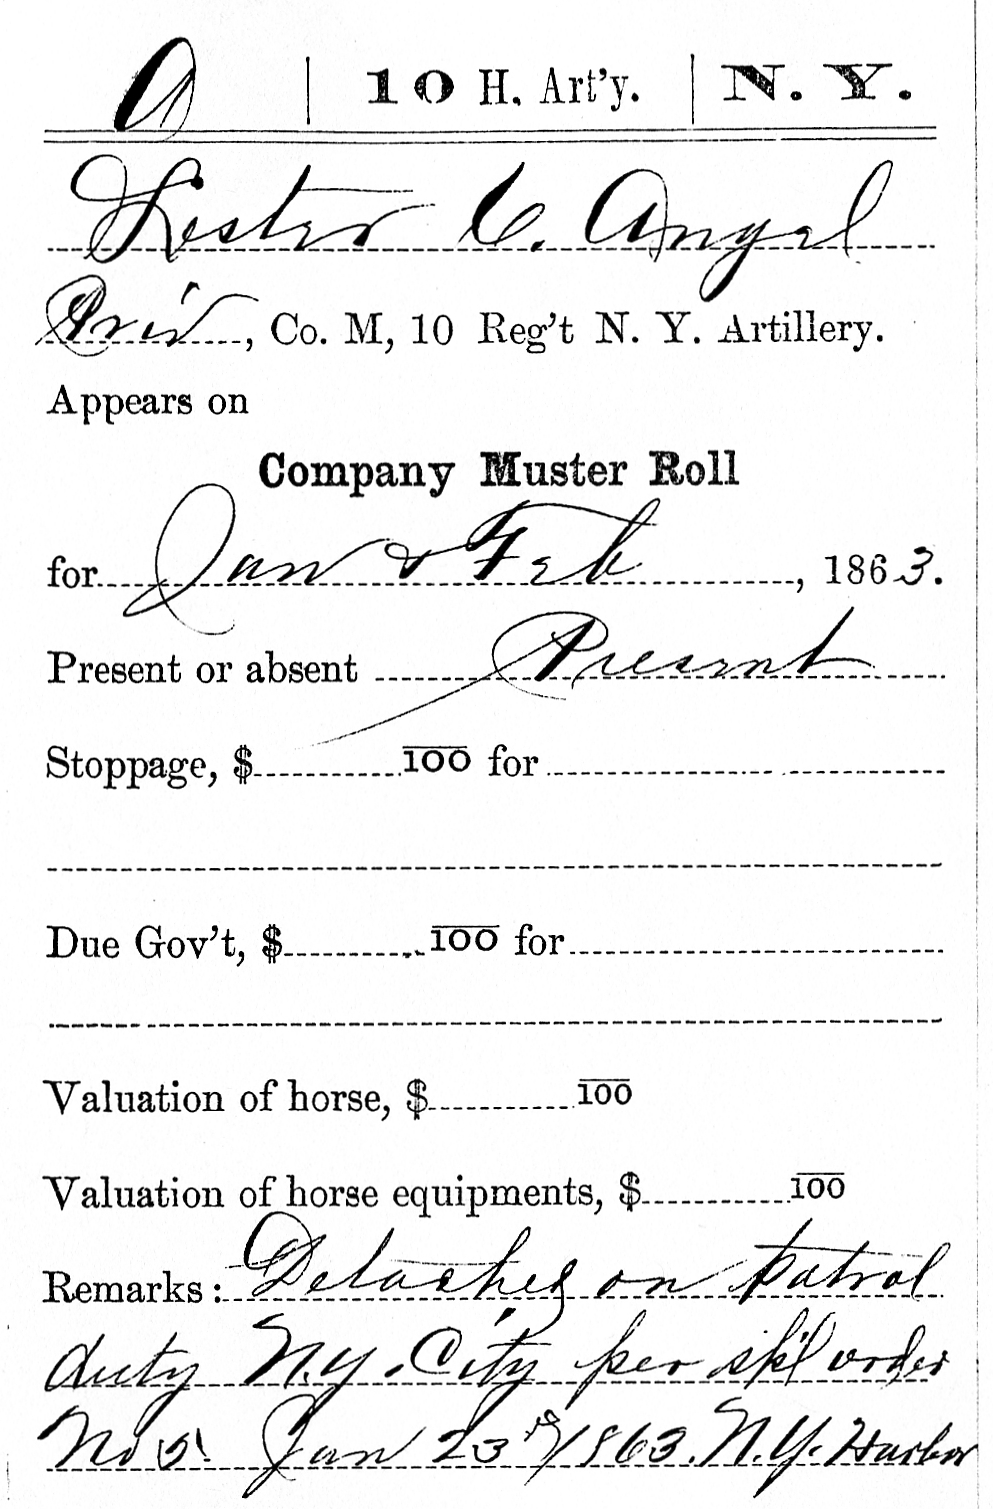 A | 10 H. Art'y. | N. Y.
Lester C. Angel
Priv, Co. M, 10 Reg't N. Y. Artillery.
Appears on
Company Muster Roll
for Jan & Feb, 1863.
Present or absent Present
Stoppage, $ 100 for
Due Gov't, $ 100 for
Valuation of horse, $ 100
Valuation of horse equipments, $ 100
Remarks: Detached on patrol
duty N.Y. City per sp'l order
No 5 Jan 23d/1863. N.Y. Harbor